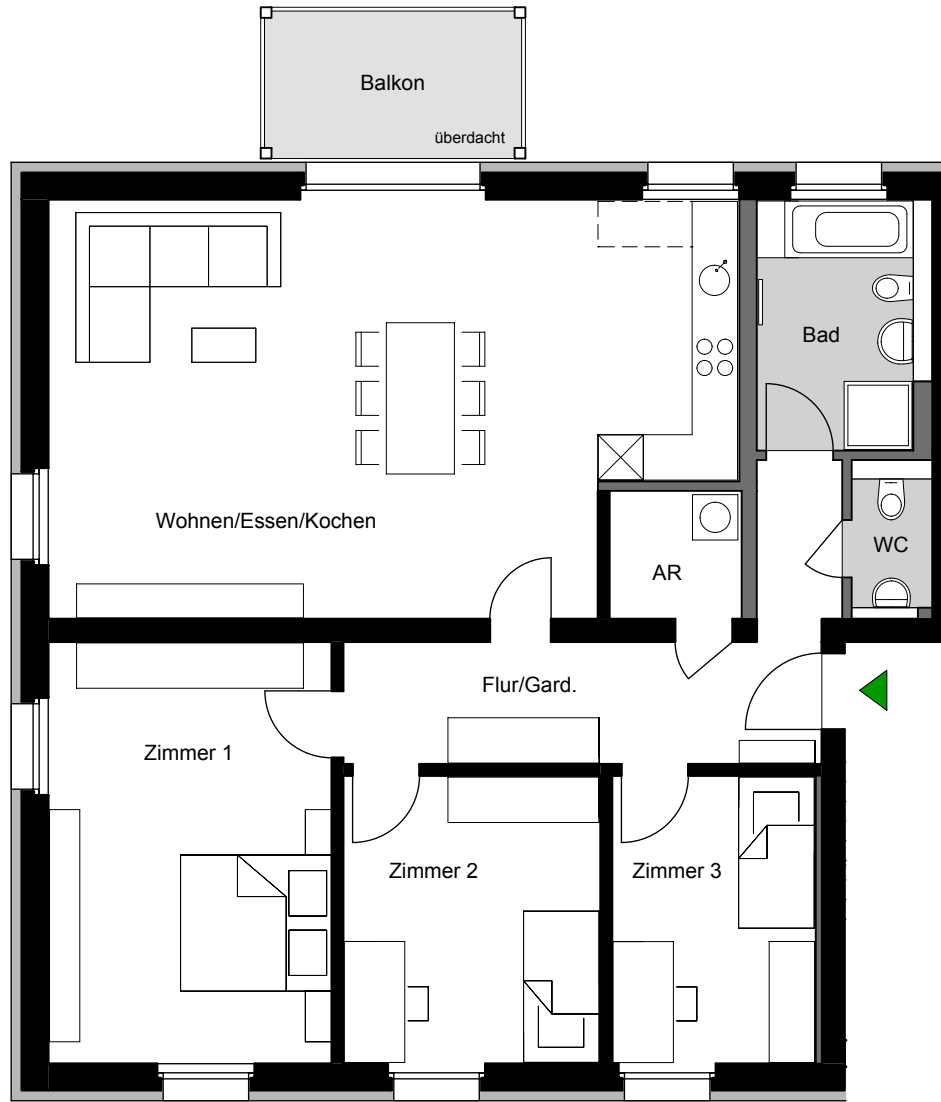 Balkon
überdacht
Bad
Wohnen/Essen/Kochen
WC
AR
Flur/Gard.
Zimmer 1
Zimmer 2
Zimmer 3